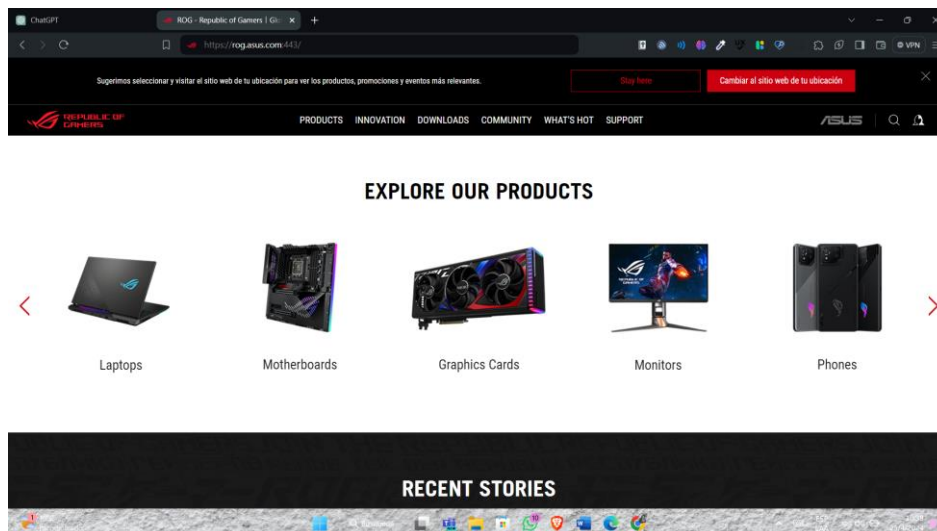 ChatGPT
ROG - Republic of Gamers | Glo
https://rog.asus.com:443/
VPN
Sugerimos seleccionar y visitar el sitio web de tu ubicación para ver los productos, promociones y eventos más relevantes.
Stay here
Cambiar al sitio web de tu ubicación
REPUBLIC OF
GAMERS
PRODUCTS INNOVATION DOWNLOADS COMMUNITY WHAT'S HOT SUPPORT
ASUS
EXPLORE OUR PRODUCTS
Laptops Motherboards Graphics Cards Monitors Phones
RECENT STORIES